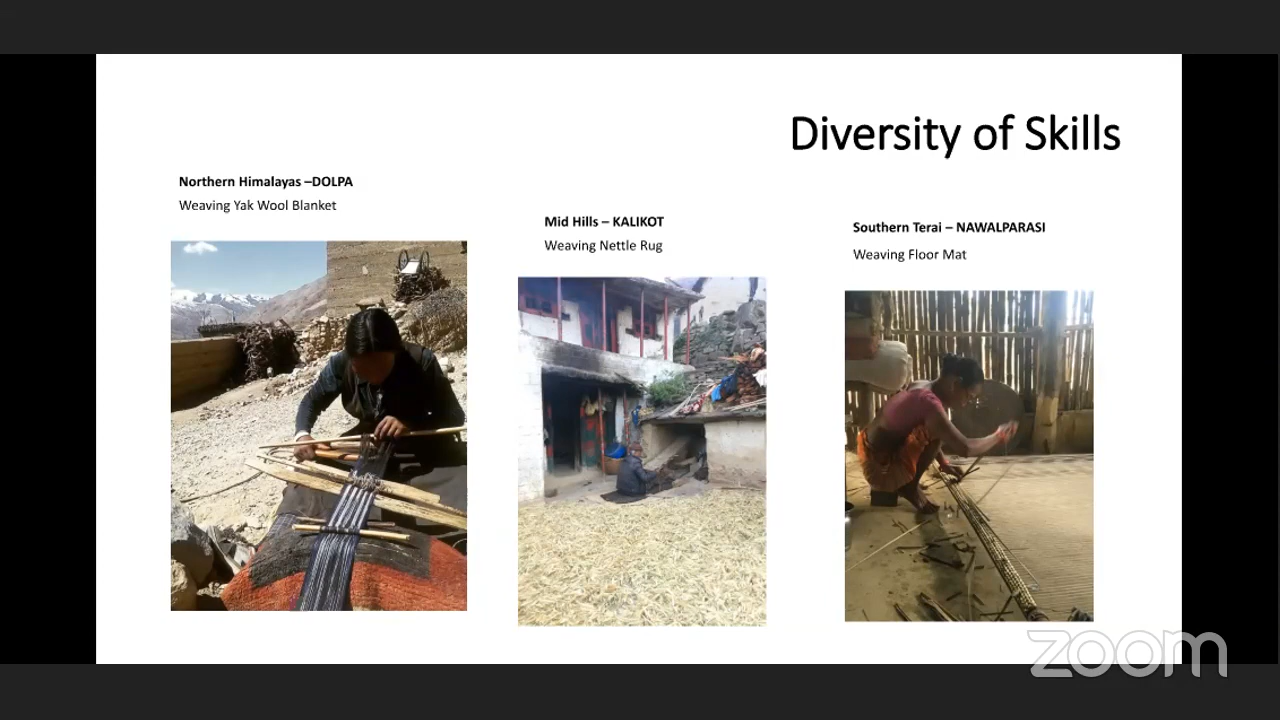 Diversity of Skills
Northern Himalayas –DOLPA
Weaving Yak Wool Blanket
Mid Hills – KALIKOT
Weaving Nettle Rug
Southern Terai – NAWALPARASI
Weaving Floor Mat
zoom